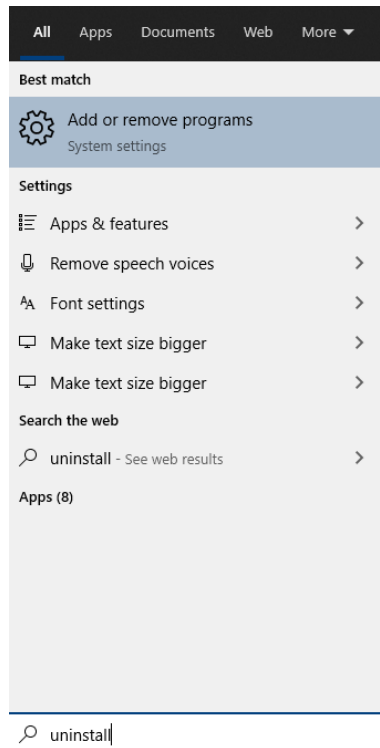 All Apps Documents Web More
Best match
Add or remove programs
System settings
Settings
Apps & features
Remove speech voices
Font settings
Make text size bigger
Make text size bigger
Search the web
uninstall - See web results
Apps (8)
uninstall